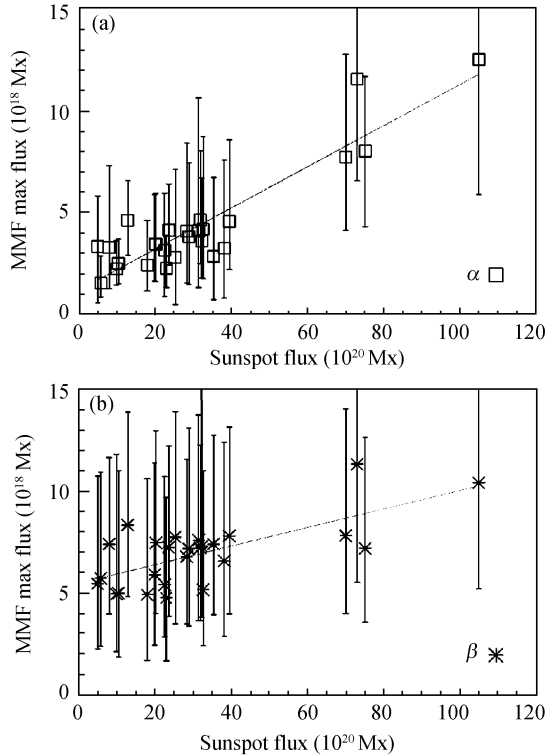 (a)
MMF max flux (10¹⁸ Mx)
15
10
5
0
0 20 40 60 80 100 120
Sunspot flux (10²⁰ Mx)
α
(b)
MMF max flux (10¹⁸ Mx)
15
10
5
0
0 20 40 60 80 100 120
Sunspot flux (10²⁰ Mx)
β